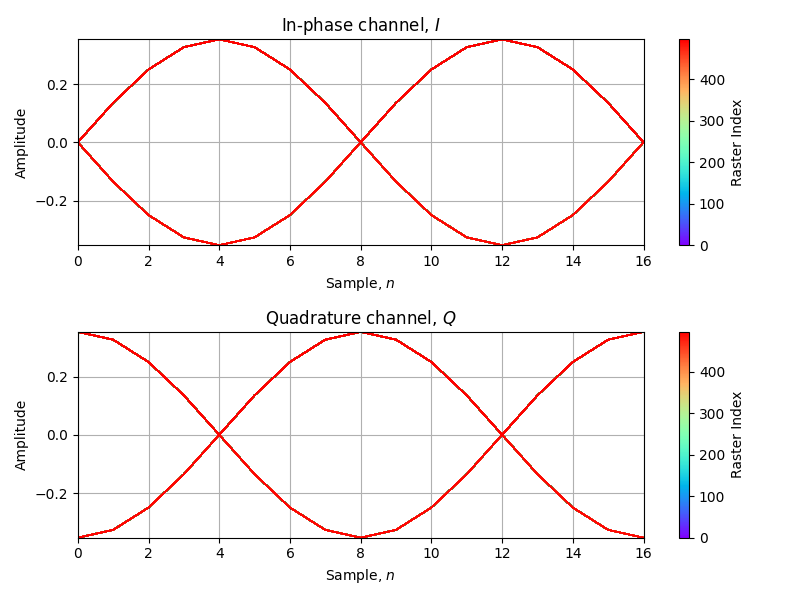 In-phase channel, I
Amplitude
0.2
0.0
−0.2
0 2 4 6 8 10 12 14 16
Sample, n
400
300
200
100
0
Raster Index
Quadrature channel, Q
Amplitude
0.2
0.0
−0.2
0 2 4 6 8 10 12 14 16
Sample, n
400
300
200
100
0
Raster Index